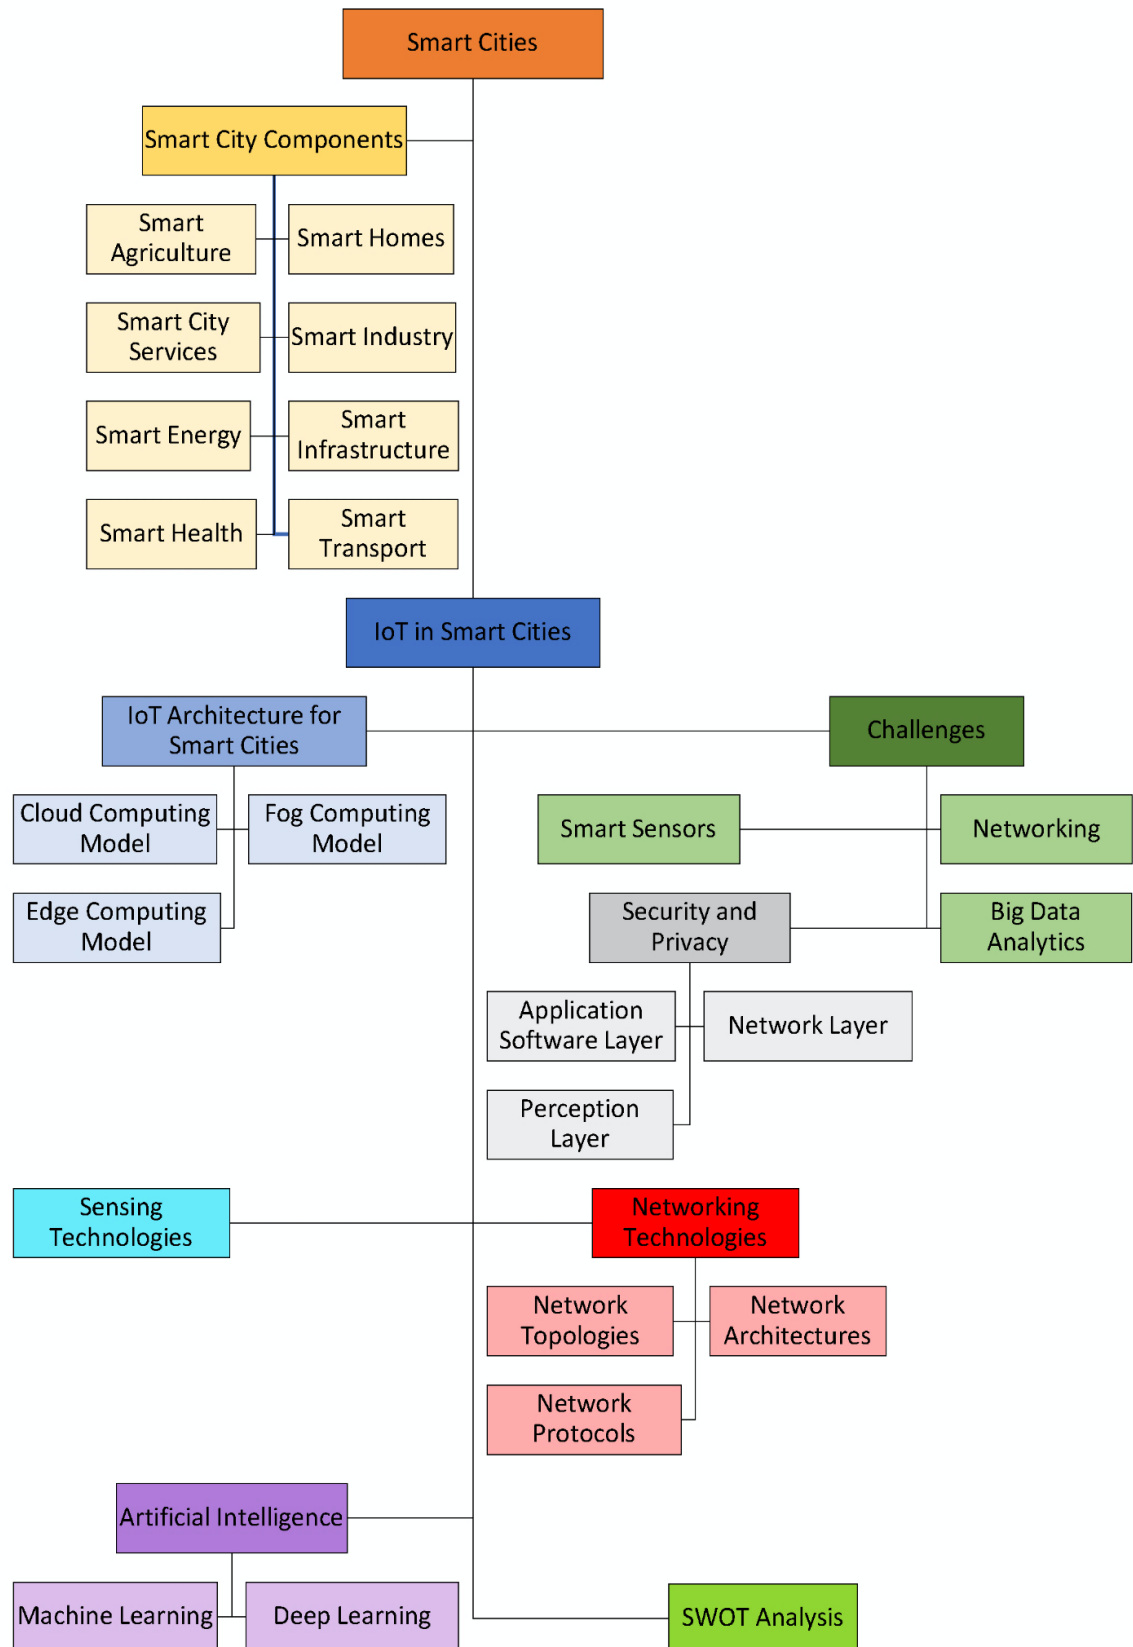 Smart Cities
Smart City Components
Smart
Agriculture
Smart Homes
Smart City
Services
Smart Industry
Smart Energy
Smart
Infrastructure
Smart Health
Smart
Transport
IoT in Smart Cities
IoT Architecture for
Smart Cities
Challenges
Cloud Computing
Model
Fog Computing
Model
Smart Sensors
Networking
Edge Computing
Model
Security and
Privacy
Big Data
Analytics
Application
Software Layer
Network Layer
Perception
Layer
Sensing
Technologies
Networking
Technologies
Network
Topologies
Network
Architectures
Network
Protocols
Artificial Intelligence
Machine Learning
Deep Learning
SWOT Analysis